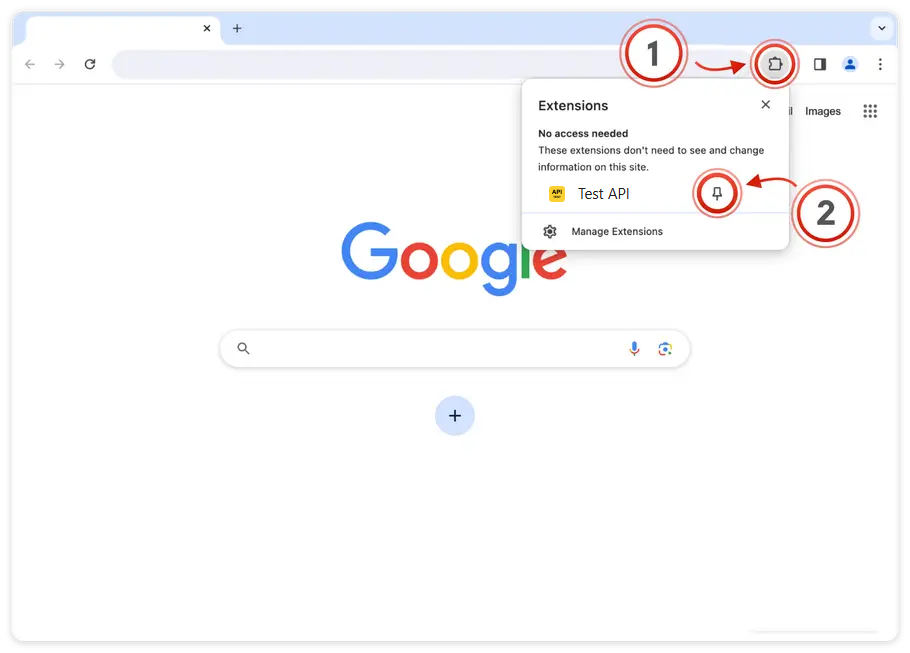 1
Extensions
Images
No access needed
These extensions don't need to see and change
information on this site.
API
Test API
2
Manage Extensions
Google